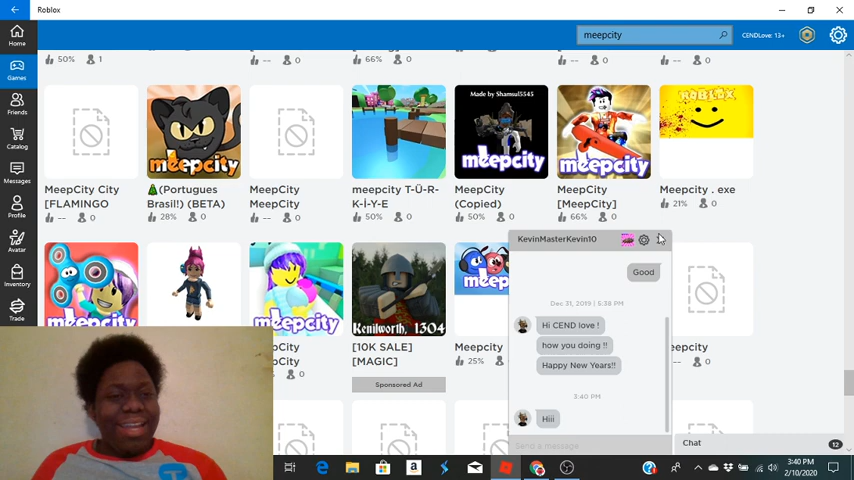 Roblox
meepcity
CENDLove: 13+
Home
50% 1
66% 0
-- 0
-- 0
Games
Friends
Catalog
Messages
Profile
Avatar
Inventory
Trade
meepcity
Made by Shamsul5545
meepcity
meepcity
ROBLOX
MeepCity City
[FLAMINGO
-- 0
🎄(Portugues
Brasil!) (BETA)
28% 0
MeepCity
MeepCity
-- 0
meepcity T-Ü-R-
K-İ-Y-E
50% 0
MeepCity
(Copied)
50% 0
MeepCity
[MeepCity]
66% 0
Meepcity . exe
21% 0
KevinMasterKevin10
Good
Dec 31, 2019 | 5:38 PM
Hi CEND love !
how you doing !!
Happy New Years!!
3:40 PM
Hiii
Send a message
Chat
12
meepcity
meepcity
Kenilworth, 1304
meep
pCity
pCity
0
[10K SALE]
[MAGIC]
Sponsored Ad
Meepcity
25%
epcity
0
3:40 PM
2/10/2020